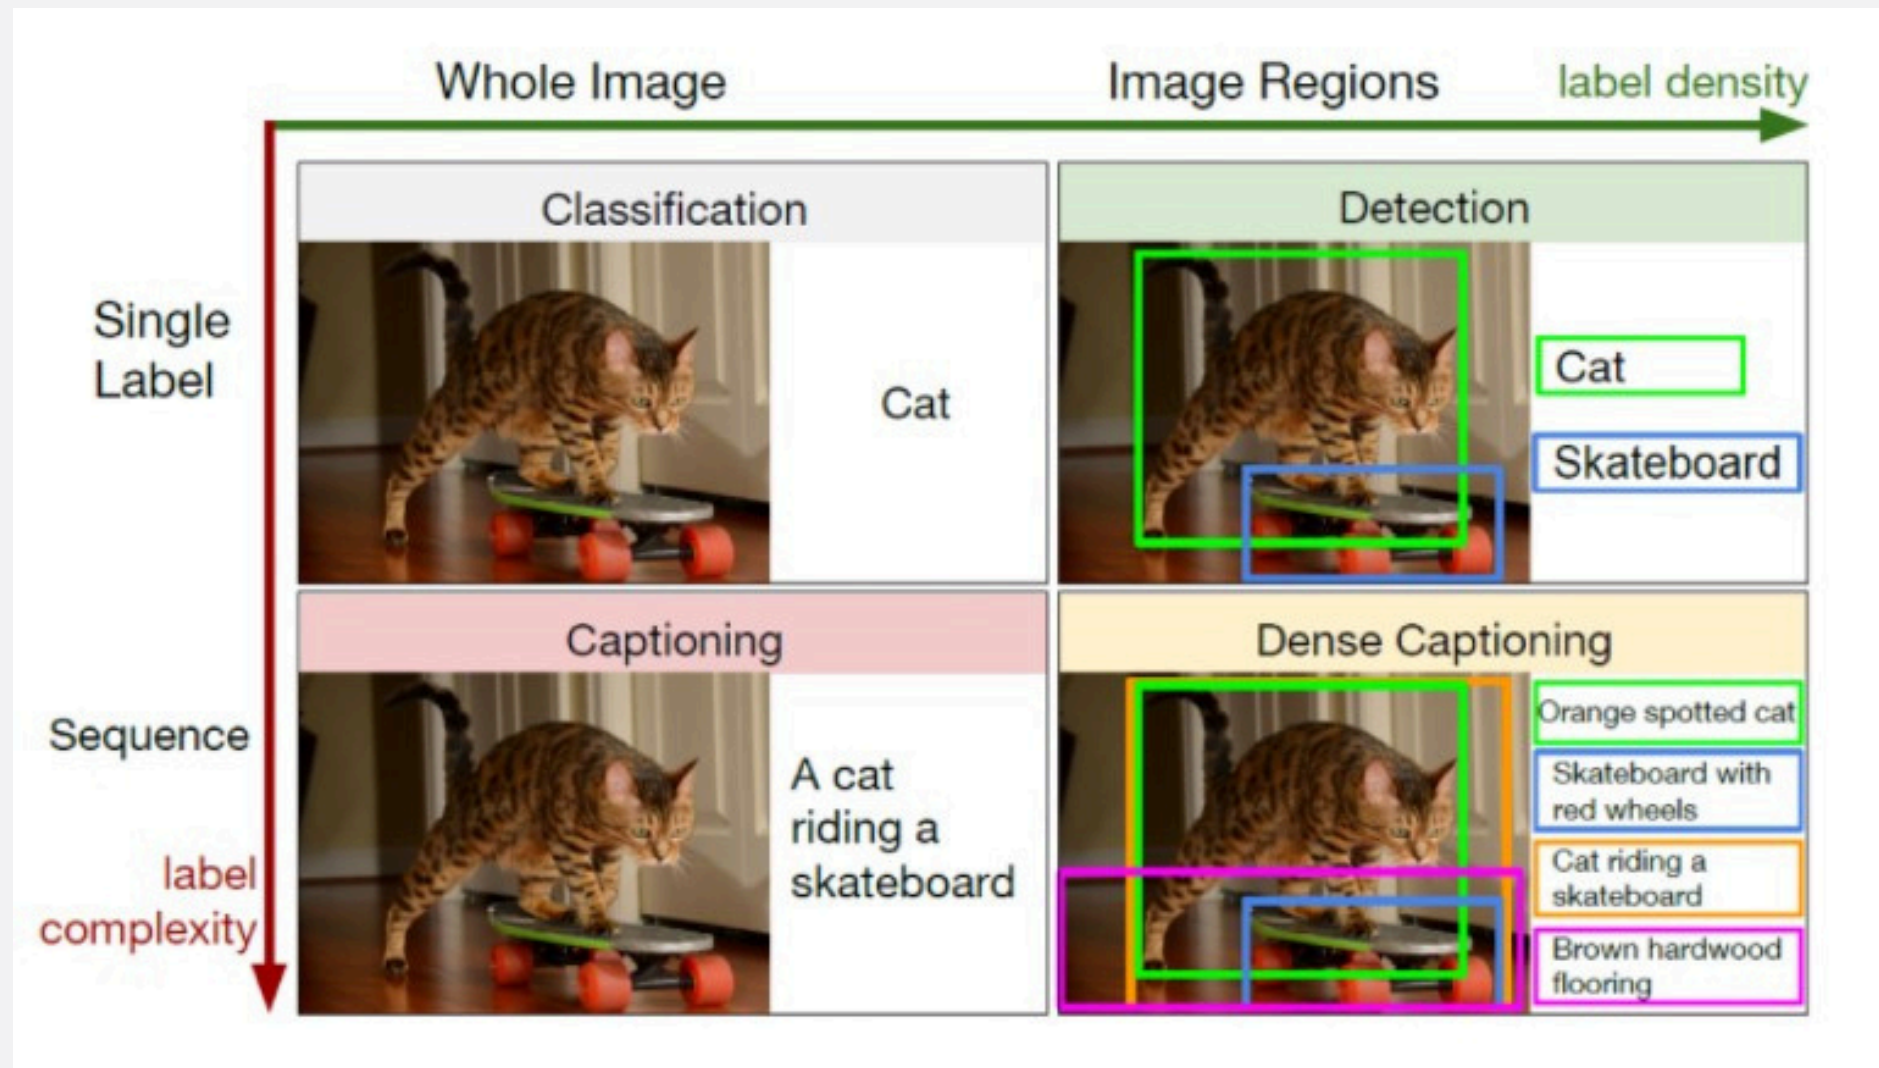 Whole Image
Image Regions
label density
Single
Label
Classification
Cat
Detection
Cat
Skateboard
Sequence
label
complexity
Captioning
A cat
riding a
skateboard
Dense Captioning
Orange spotted cat
Skateboard with
red wheels
Cat riding a
skateboard
Brown hardwood
flooring